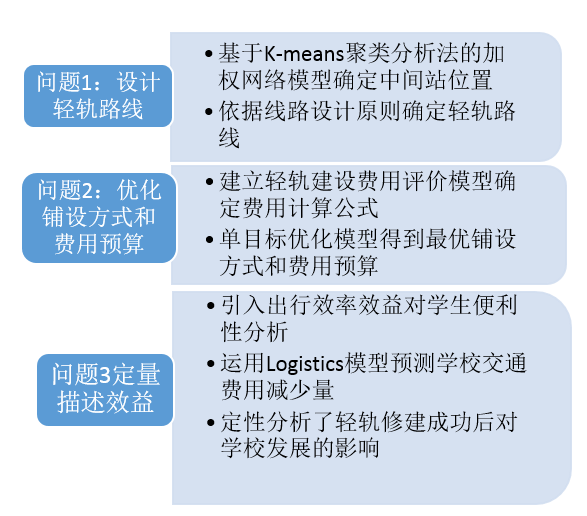 问题1：设计
轻轨路线
• 基于K-means聚类分析法的加
权网络模型确定中间站位置
• 依据线路设计原则确定轻轨路
线
问题2：优化
铺设方式和
费用预算
• 建立轻轨建设费用评价模型确
定费用计算公式
• 单目标优化模型得到最优铺设
方式和费用预算
问题3定量
描述效益
• 引入出行效率效益对学生便利
性分析
• 运用Logistics模型预测学校交通
费用减少量
• 定性分析了轻轨修建成功后对
学校发展的影响